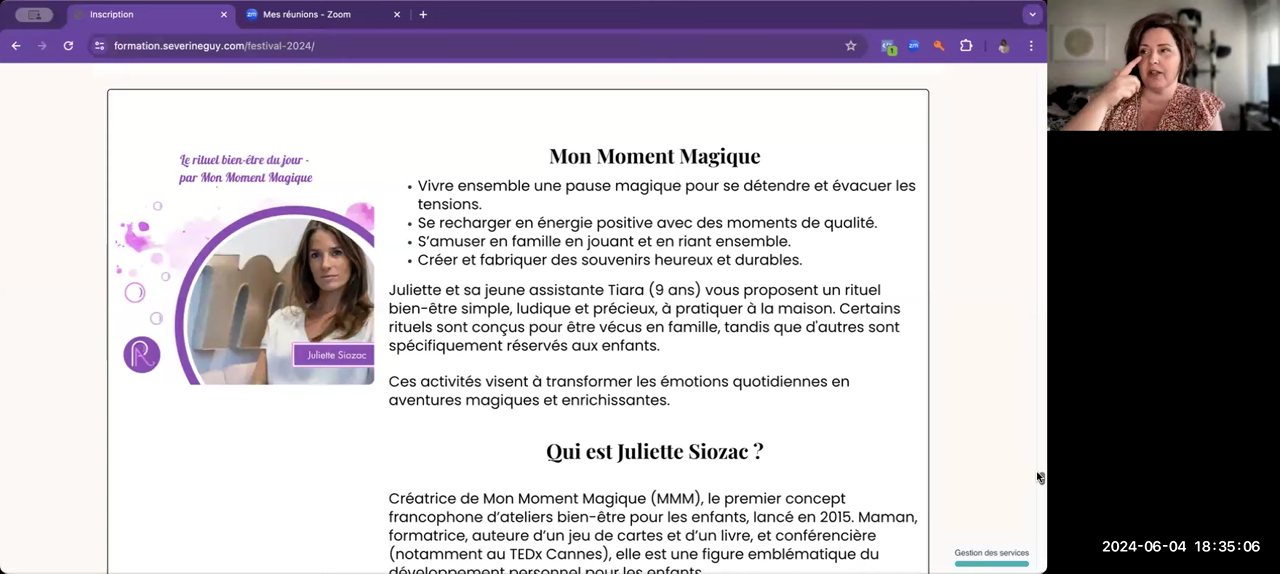 Inscription
Mes réunions - Zoom
formation.severineguy.com/festival-2024/
Le rituel bien-être du jour -
par Mon Moment Magique
Juliette Siozac
Mon Moment Magique
• Vivre ensemble une pause magique pour se détendre et évacuer les
tensions.
• Se recharger en énergie positive avec des moments de qualité.
• S’amuser en famille en jouant et en riant ensemble.
• Créer et fabriquer des souvenirs heureux et durables.
Juliette et sa jeune assistante Tiara (9 ans) vous proposent un rituel
bien-être simple, ludique et précieux, à pratiquer à la maison. Certains
rituels sont conçus pour être vécus en famille, tandis que d'autres sont
spécifiquement réservés aux enfants.
Ces activités visent à transformer les émotions quotidiennes en
aventures magiques et enrichissantes.
Qui est Juliette Siozac ?
Créatrice de Mon Moment Magique (MMM), le premier concept
francophone d’ateliers bien-être pour les enfants, lancé en 2015. Maman,
formatrice, auteure d’un jeu de cartes et d’un livre, et conférencière
(notamment au TEDx Cannes), elle est une figure emblématique du
développement personnel pour les enfants.
Gestion des services
2024-06-04 18:35:06
zm
zm
1